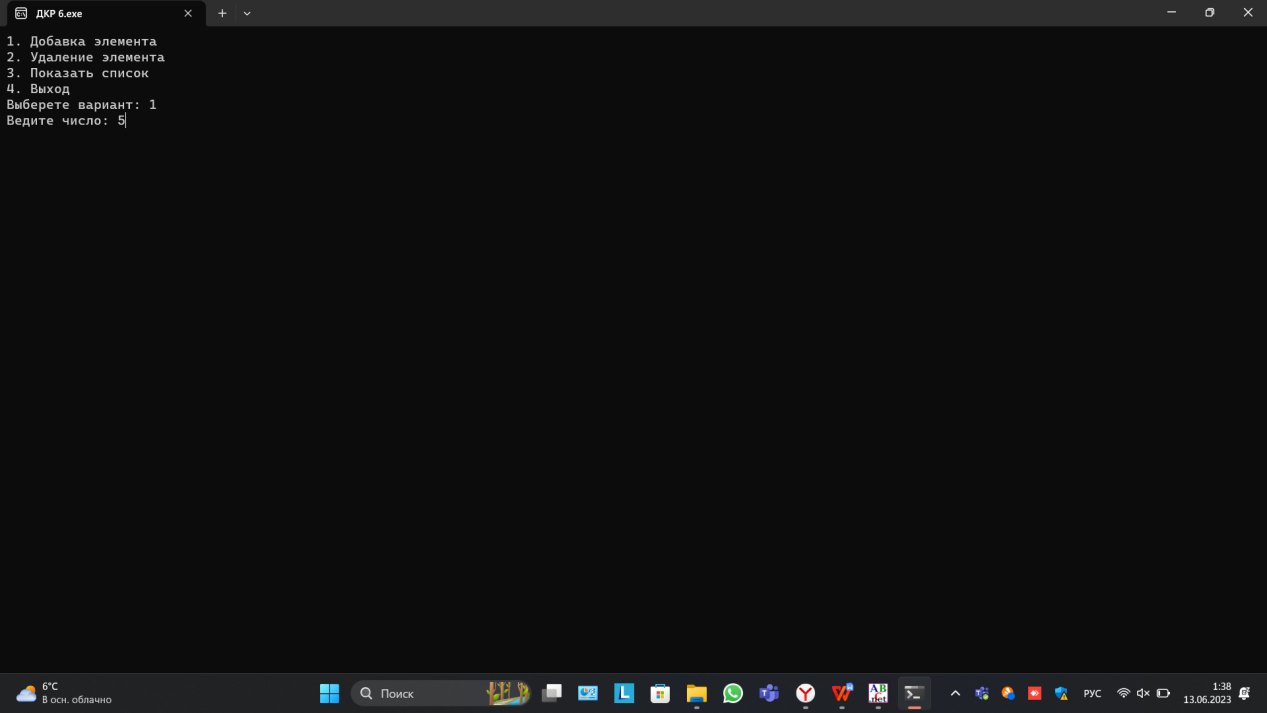 ДКР 6.exe
1. Добавка элемента
2. Удаление элемента
3. Показать список
4. Выход
Выберете вариант: 1
Ведите число: 5
6°C
В осн. облачно
Поиск
РУС
1:38
13.06.2023